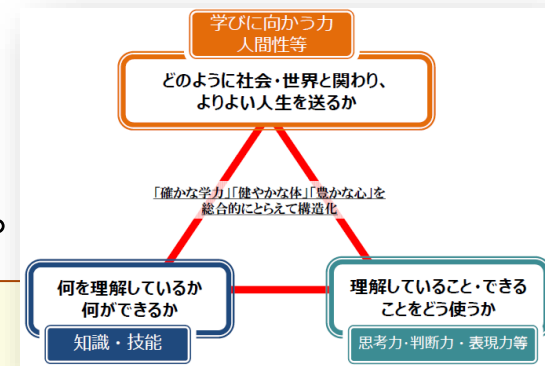 学びに向かう力
人間性等
どのように社会・世界と関わり、
よりよい人生を送るか
「確かな学力」「健やかな体」「豊かな心」を
総合的にとらえて構造化
何を理解しているか
何ができるか
知識・技能
理解していること・できる
ことをどう使うか
思考力・判断力・表現力等